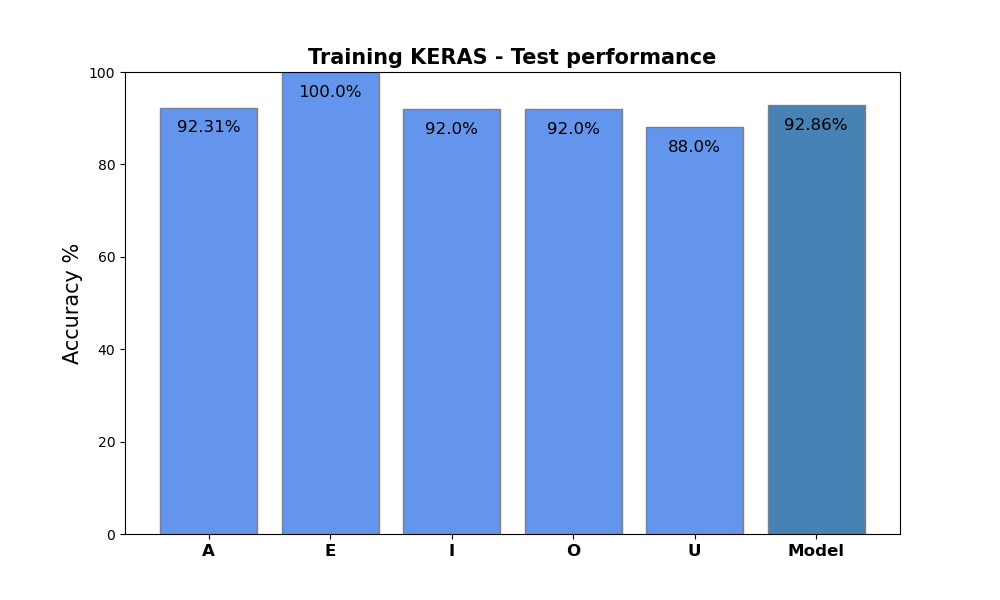 Training KERAS - Test performance
Accuracy %
100
80
60
40
20
0
92.31%
100.0%
92.0%
92.0%
88.0%
92.86%
A
E
I
O
U
Model